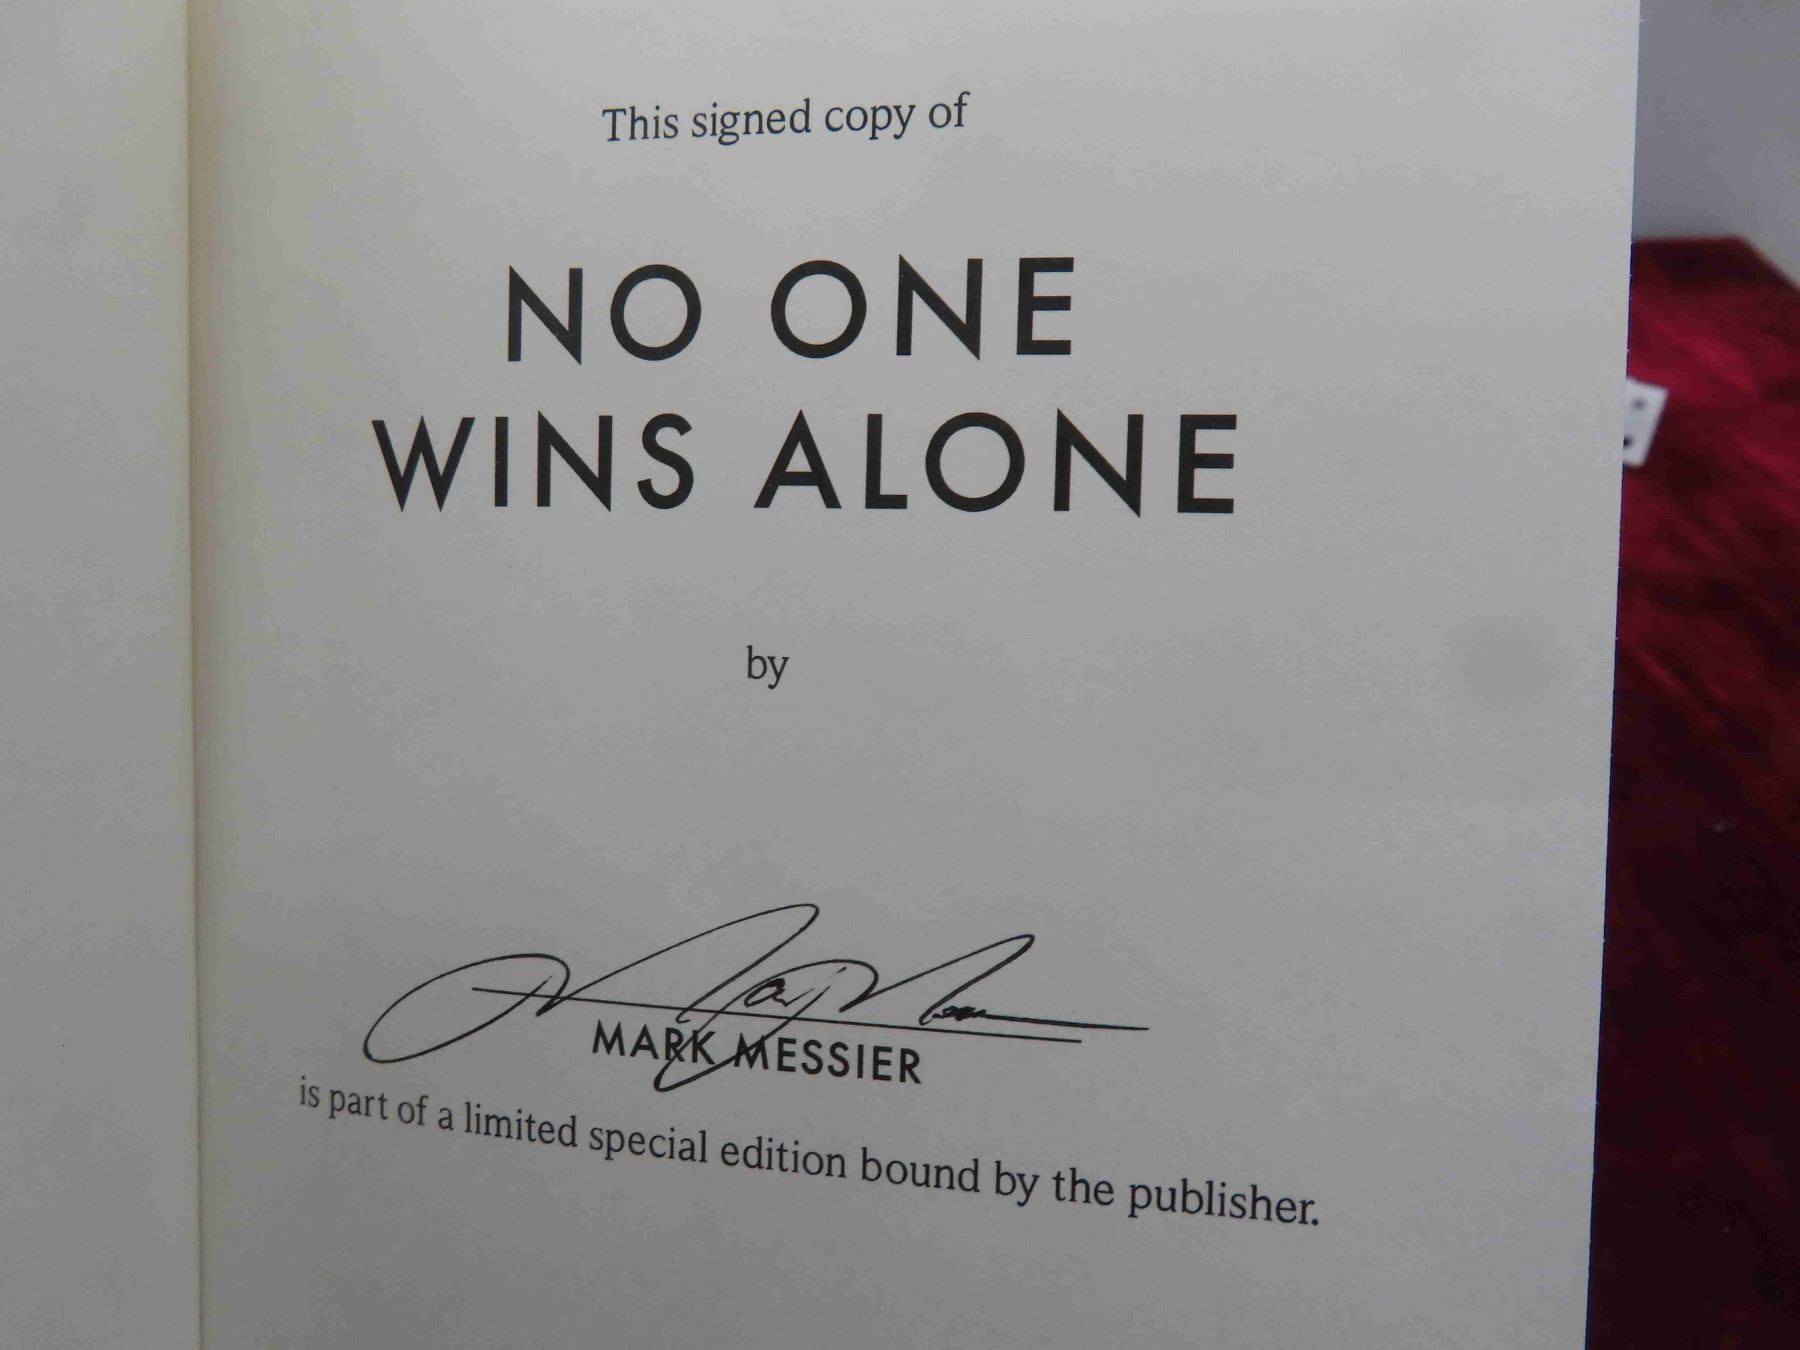 This signed copy of
NO ONE
WINS ALONE
by
MARK MESSIER
is part of a limited special edition bound by the publisher.